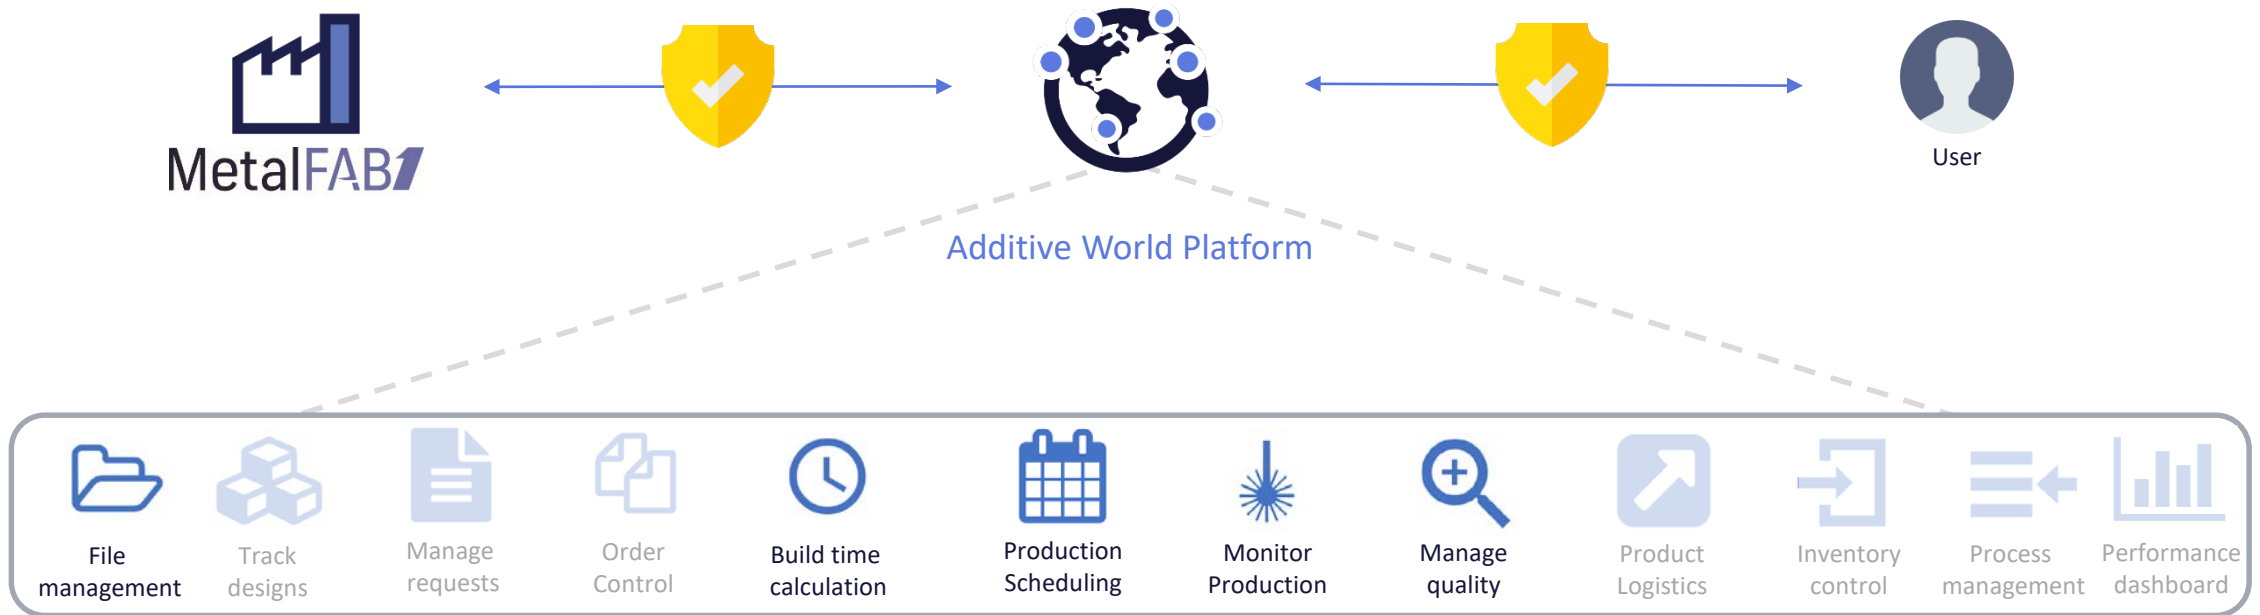 MetalFAB1
User
Additive World Platform
File
management
Track
designs
Manage
requests
Order
Control
Build time
calculation
Production
Scheduling
Monitor
Production
Manage
quality
Product
Logistics
Inventory
control
Process
management
Performance
dashboard